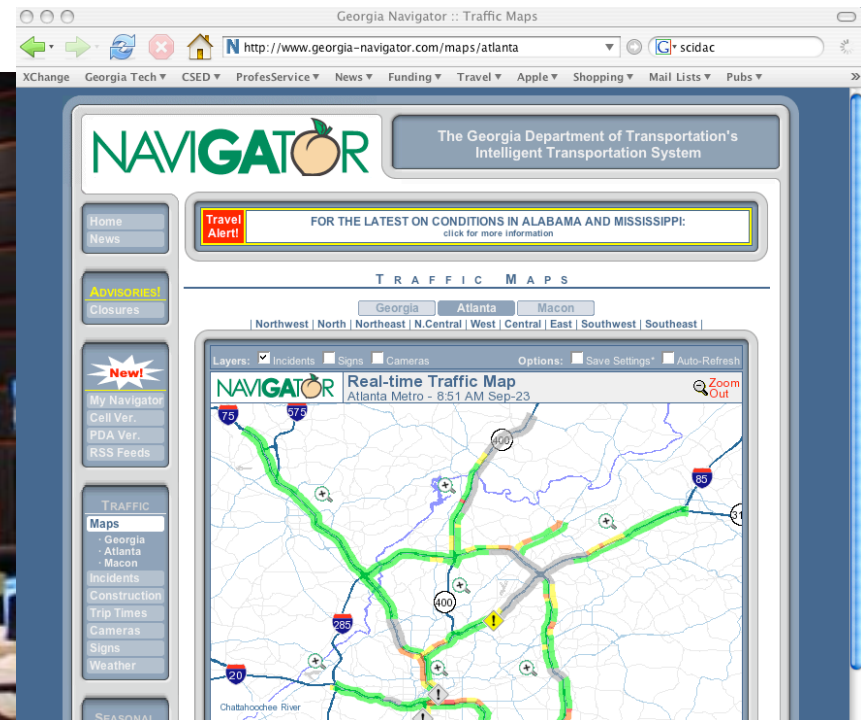 Georgia Navigator :: Traffic Maps
N http://www.georgia-navigator.com/maps/atlanta
G scidac
XChange Georgia Tech ▼ CSED ▼ ProfesService ▼ News ▼ Funding ▼ Travel ▼ Apple ▼ Shopping ▼ Mail Lists ▼ Pubs ▼ »
NAVIGATOR
The Georgia Department of Transportation's
Intelligent Transportation System
Home
News
Travel
Alert!
FOR THE LATEST ON CONDITIONS IN ALABAMA AND MISSISSIPPI:
click for more information
ADVISORIES!
Closures
TRAFFIC MAPS
Georgia Atlanta Macon
| Northwest | North | Northeast | N.Central | West | Central | East | Southwest | Southeast |
New!
My Navigator
Cell Ver.
PDA Ver.
RSS Feeds
Layers: Incidents Signs Cameras Options: Save Settings* Auto-Refresh
NAVIGATOR
Real-time Traffic Map
Atlanta Metro - 8:51 AM Sep-23
Zoom
Out
75
575
400
85
31
400
285
20
Chattahoochee River
TRAFFIC
Maps
· Georgia
· Atlanta
· Macon
Incidents
Construction
Trip Times
Cameras
Signs
Weather
SEASONAL